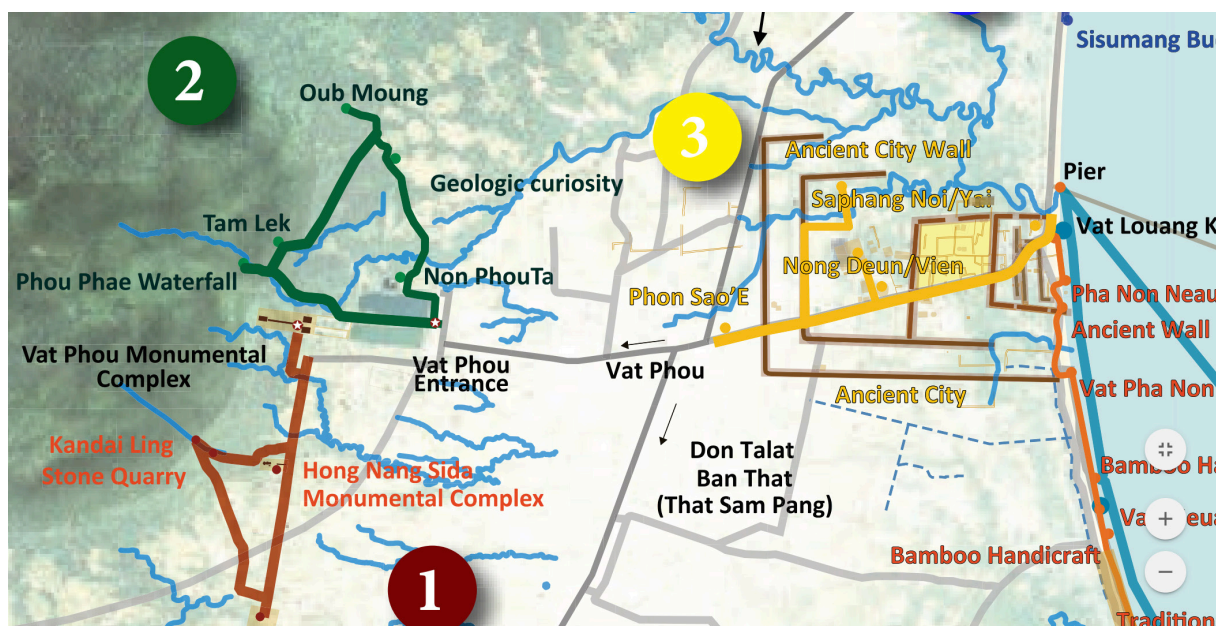 Sisumang Bu
2
Oub Moung
3
Ancient City Wall
Geologic curiosity
Pier
Saphang Noi/Yai
Tam Lek
Vat Louang K
Nong Deun/Vien
Non PhouTa
Phou Phae Waterfall
Phon Sao'E
Pha Non Neau
Ancient Wall
Vat Phou Monumental
Complex
Vat Phou
Entrance
Vat Phou
Vat Pha Non
Ancient City
Kandai Ling
Stone Quarry
Hong Nang Sida
Monumental Complex
Don Talat
Ban That
(That Sam Pang)
Bamboo Ha
Bamboo Handicraft
1
Tradition